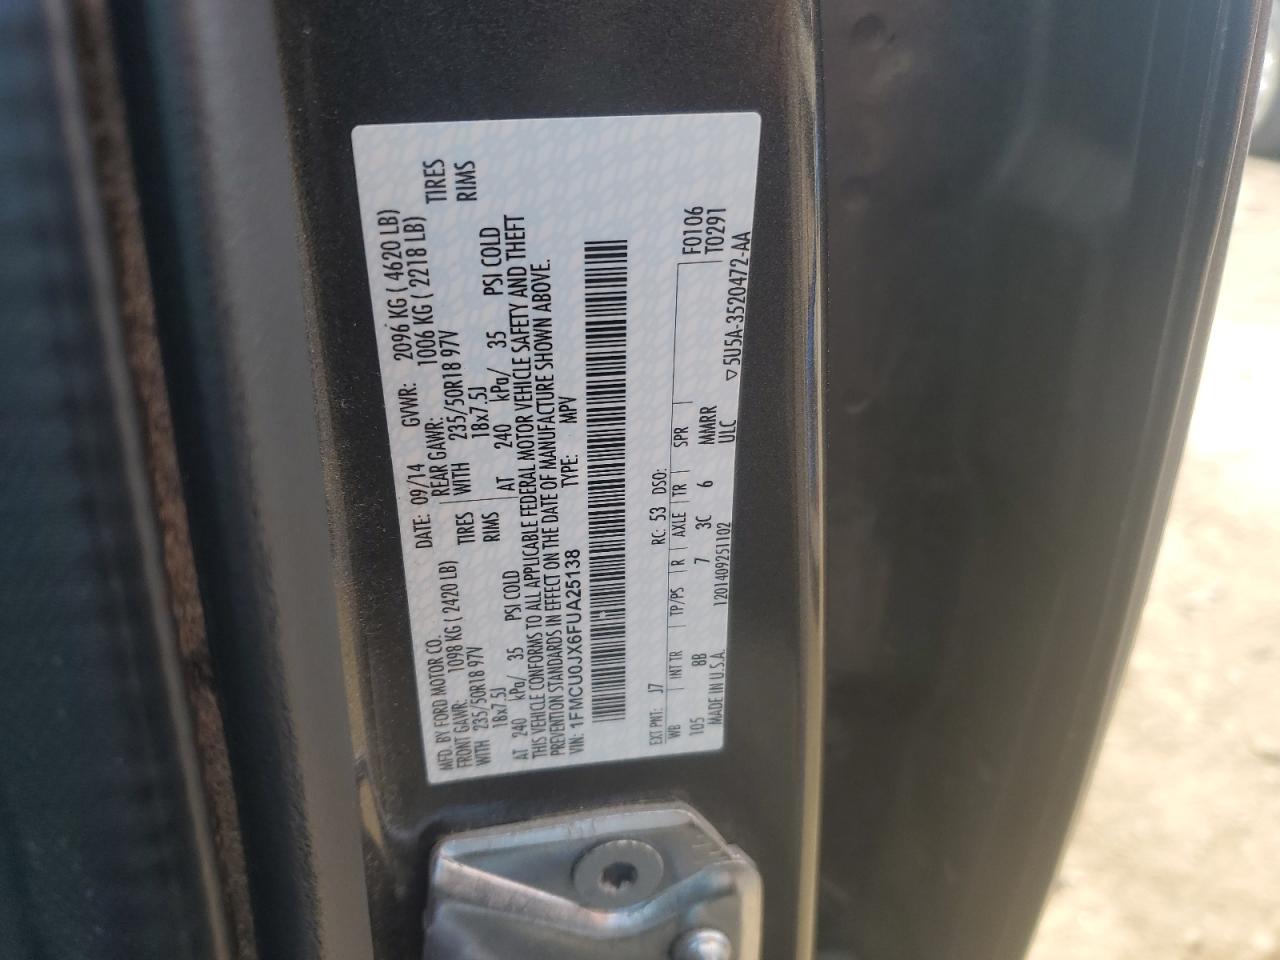 MFD. BY FORD MOTOR CO. DATE: 09/14 GVWR: 2096 KG ( 4620 LB)
FRONT GAWR: 1098 KG ( 2420 LB) REAR GAWR: 1006 KG ( 2218 LB)
WITH 235/50R18 97V TIRES WITH 235/50R18 97V TIRES
18x7.5J RIMS 18x7.5J RIMS
AT 240 kPa/ 35 PSI COLD AT 240 kPa/ 35 PSI COLD
THIS VEHICLE CONFORMS TO ALL APPLICABLE FEDERAL MOTOR VEHICLE SAFETY AND THEFT
PREVENTION STANDARDS IN EFFECT ON THE DATE OF MANUFACTURE SHOWN ABOVE.
VIN: 1FMCU0JX6FUA25138 TYPE: MPV
EXT PNT: J7 RC: 53 DSO:
WB INT TR TP/PS R AXLE TR SPR F0106
105 8B 7 3C 6 MMRR T0291
MADE IN U.S.A. 1201409251102 ULC
▽5U5A-3520472-AA